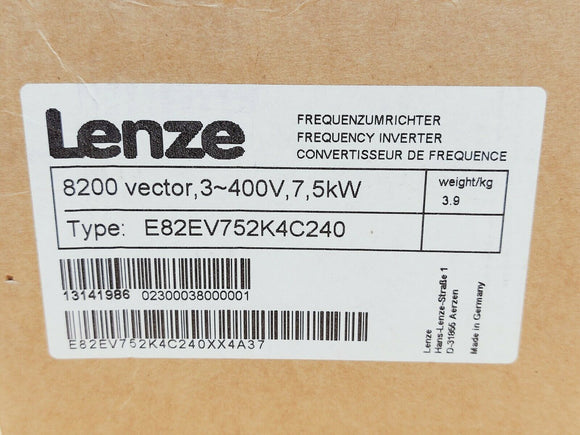 Lenze
FREQUENZUMRICHTER
FREQUENCY INVERTER
CONVERTISSEUR DE FREQUENCE
8200 vector,3~400V,7,5kW
weight/kg
3.9
Type: E82EV752K4C240
13141986 02300038000001
E82EV752K4C240XX4A37
Lenze
Hans-Lenze-Straße 1
D-31855 Aerzen
Made in Germany